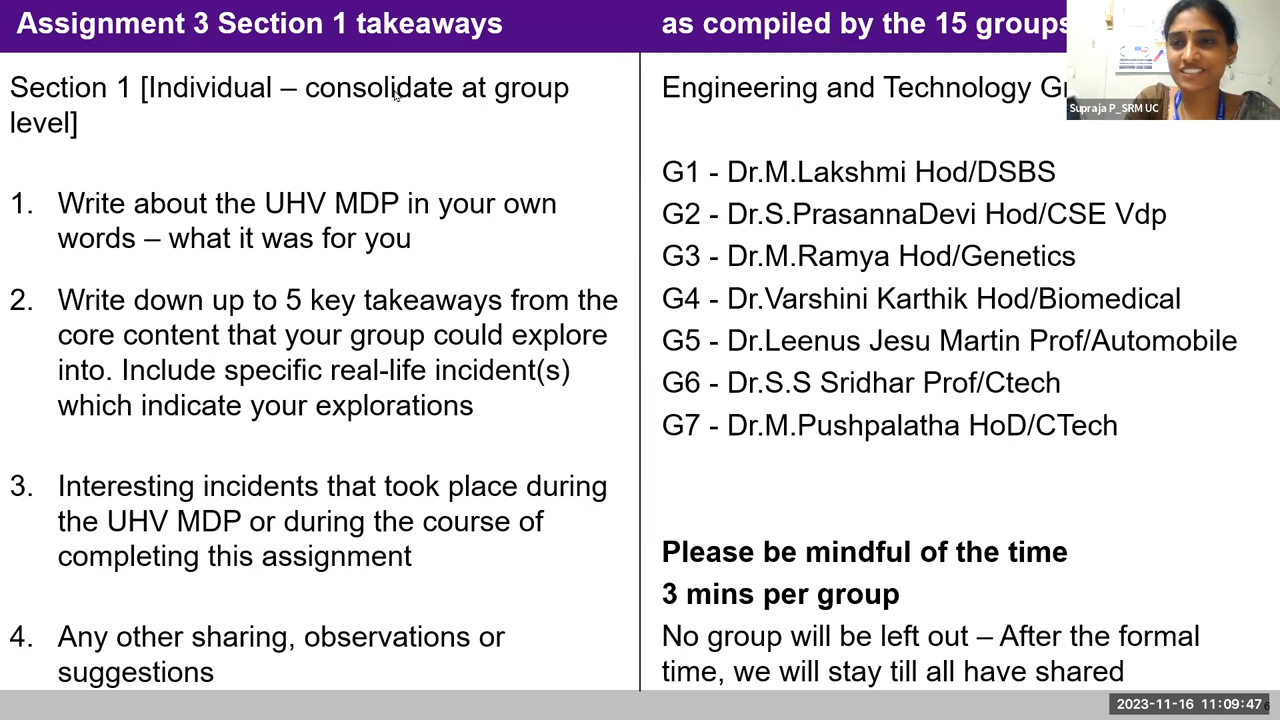 Assignment 3 Section 1 takeaways
as compiled by the 15 groups
Section 1 [Individual – consolidate at group
level]
1. Write about the UHV MDP in your own
words – what it was for you
2. Write down up to 5 key takeaways from the
core content that your group could explore
into. Include specific real-life incident(s)
which indicate your explorations
3. Interesting incidents that took place during
the UHV MDP or during the course of
completing this assignment
4. Any other sharing, observations or
suggestions
Engineering and Technology
G1 - Dr.M.Lakshmi Hod/DSBS
G2 - Dr.S.PrasannaDevi Hod/CSE Vdp
G3 - Dr.M.Ramya Hod/Genetics
G4 - Dr.Varshini Karthik Hod/Biomedical
G5 - Dr.Leenus Jesu Martin Prof/Automobile
G6 - Dr.S.S Sridhar Prof/Ctech
G7 - Dr.M.Pushpalatha HoD/CTech
Please be mindful of the time
3 mins per group
No group will be left out – After the formal
time, we will stay till all have shared
Supraja P_SRM UC
2023-11-16 11:09:47
6